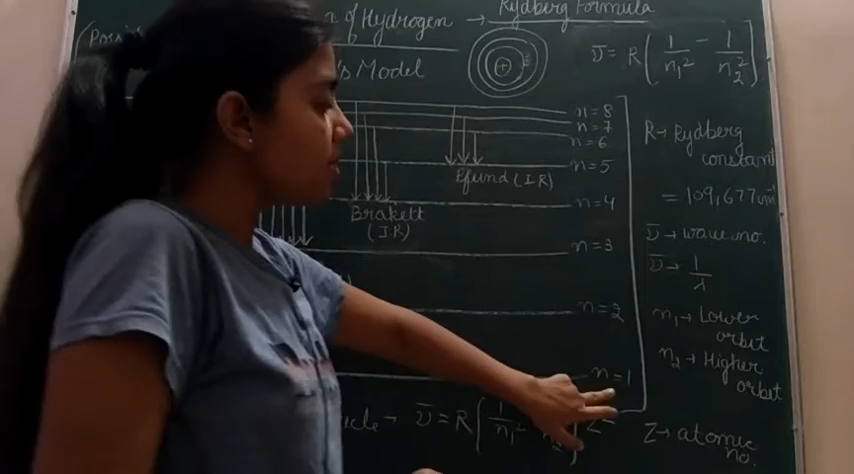 of Hydrogen → Rydberg Formula
's Model
ν̅ = R(1/n₁² − 1/n₂²)
n=8
n=7
n=6
n=5
Pfund (IR)
n=4
Brakett
(IR)
n=3
n=2
n=1
R → Rydberg
constant
= 109,677 cm⁻¹
ν̅ → wave no.
ν̅ → 1/λ
n₁ → Lower
orbit
n₂ → Higher
orbit
ν̅ = R(1/n₁² −
Z → atomic
no.